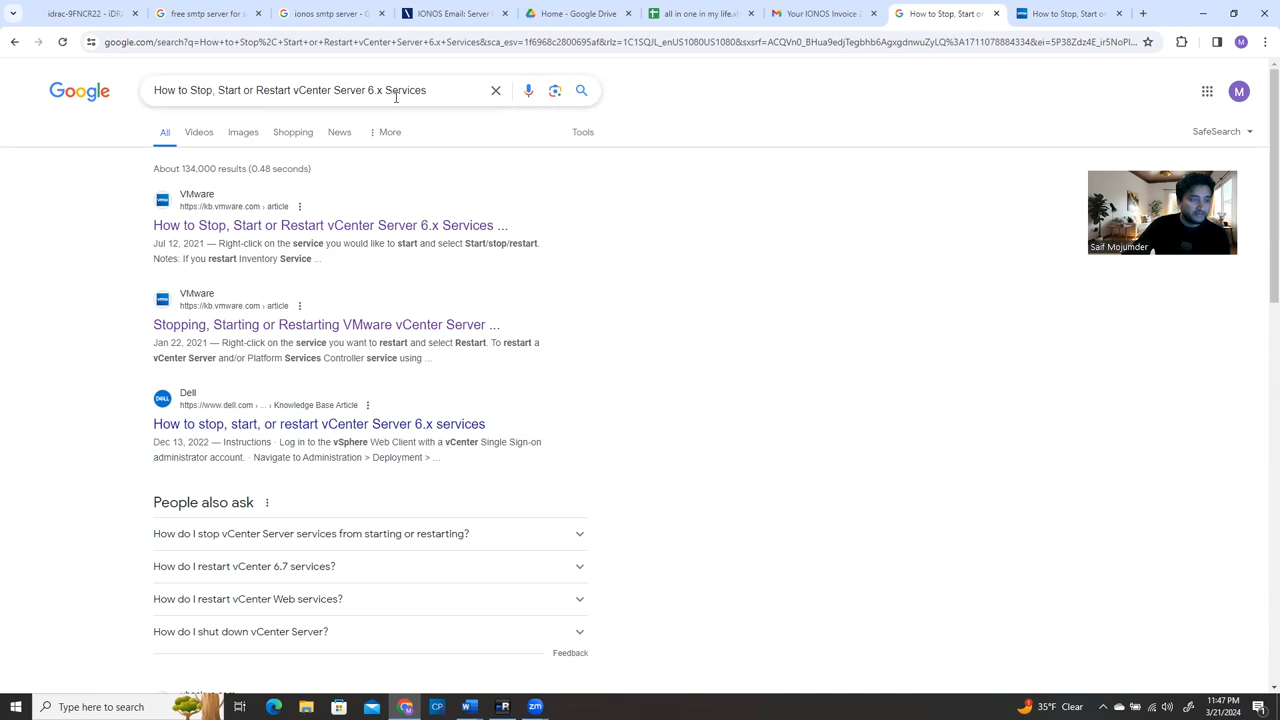 idrac-9FNCR2 - iDRA
free smtp server for s
ionos smtp server - G
IONOS Email: Server
Home - Google Drive
all in one in my life.xl
Your IONOS Invoice 2
How to Stop, Start or
How to Stop, Start or
google.com/search?q=How+to+Stop%2C+Start+or+Restart+vCenter+Server+6.x+Services&sca_esv=1f6968c2800695af&rlz=1C1SQJL_enUS1080US1080&sxsrf=ACQVn0_BHua9edjTegbhb6AgxgdnwuZyLQ%3A1711078884334&ei=5P38Zdz4E_ir5NoPl...
M
Google
How to Stop, Start or Restart vCenter Server 6.x Services
M
All
Videos
Images
Shopping
News
More
Tools
SafeSearch
About 134,000 results (0.48 seconds)
vmw
VMware
https://kb.vmware.com › article
How to Stop, Start or Restart vCenter Server 6.x Services ...
Jul 12, 2021 — Right-click on the service you would like to start and select Start/stop/restart.
Notes: If you restart Inventory Service ...
vmw
VMware
https://kb.vmware.com › article
Stopping, Starting or Restarting VMware vCenter Server ...
Jan 22, 2021 — Right-click on the service you want to restart and select Restart. To restart a
vCenter Server and/or Platform Services Controller service using ...
DELL
Dell
https://www.dell.com › ... › Knowledge Base Article
How to stop, start, or restart vCenter Server 6.x services
Dec 13, 2022 — Instructions · Log in to the vSphere Web Client with a vCenter Single Sign-on
administrator account. · Navigate to Administration > Deployment > ...
People also ask
How do I stop vCenter Server services from starting or restarting?
How do I restart vCenter 6.7 services?
How do I restart vCenter Web services?
How do I shut down vCenter Server?
Feedback
Saif Mojumder
Type here to search
CP
zm
35°F Clear
11:47 PM
3/21/2024
1